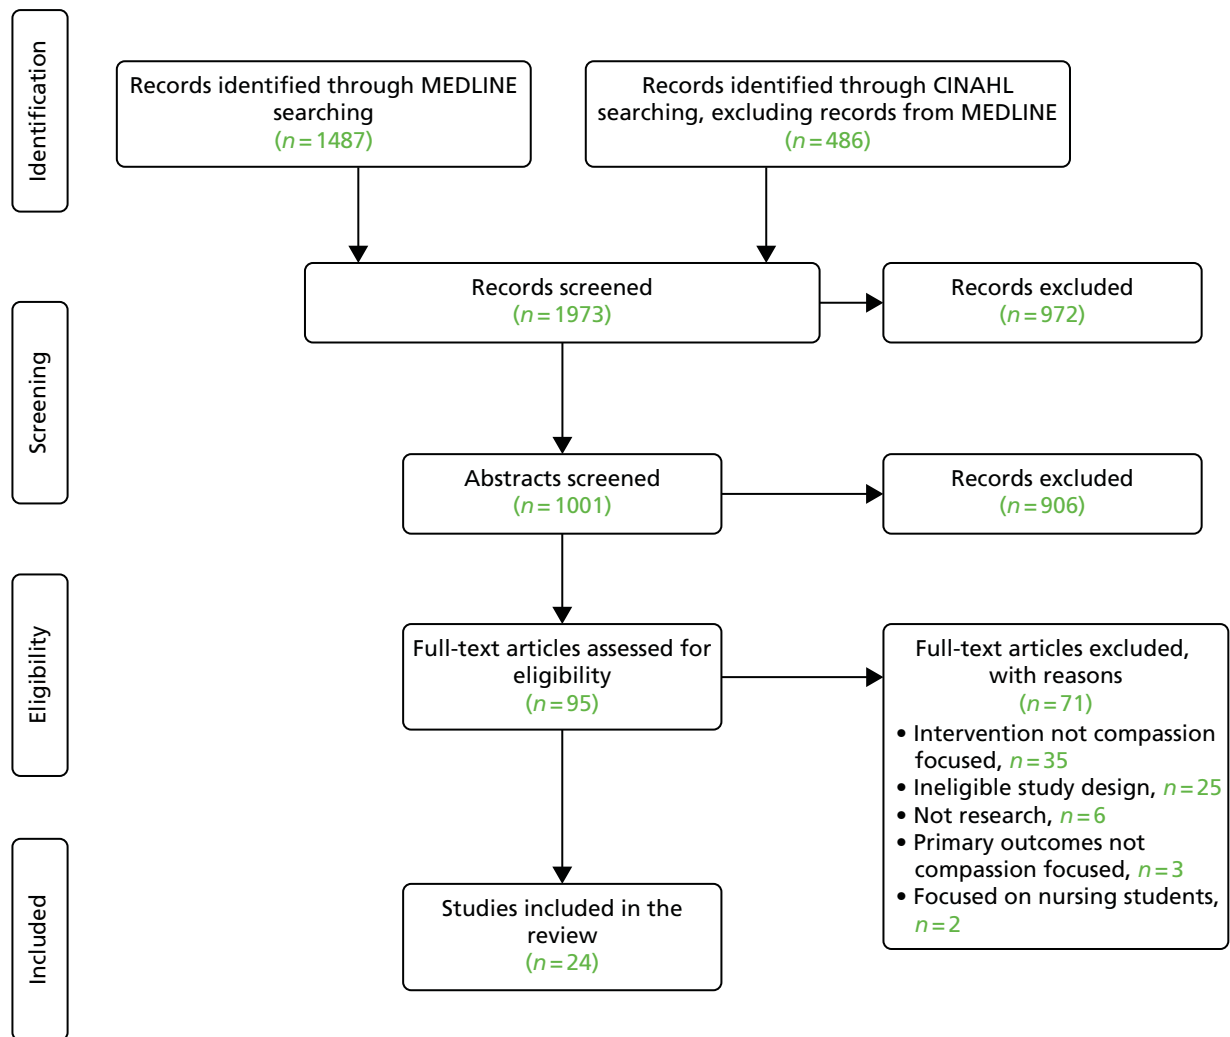 Identification
Records identified through MEDLINE
searching
(n = 1487)
Records identified through CINAHL
searching, excluding records from MEDLINE
(n = 486)
Screening
Records screened
(n = 1973)
Records excluded
(n = 972)
Abstracts screened
(n = 1001)
Records excluded
(n = 906)
Eligibility
Full-text articles assessed for
eligibility
(n = 95)
Full-text articles excluded,
with reasons
(n = 71)
• Intervention not compassion
focused, n = 35
• Ineligible study design, n = 25
• Not research, n = 6
• Primary outcomes not
compassion focused, n = 3
• Focused on nursing students,
n = 2
Included
Studies included in the
review
(n = 24)